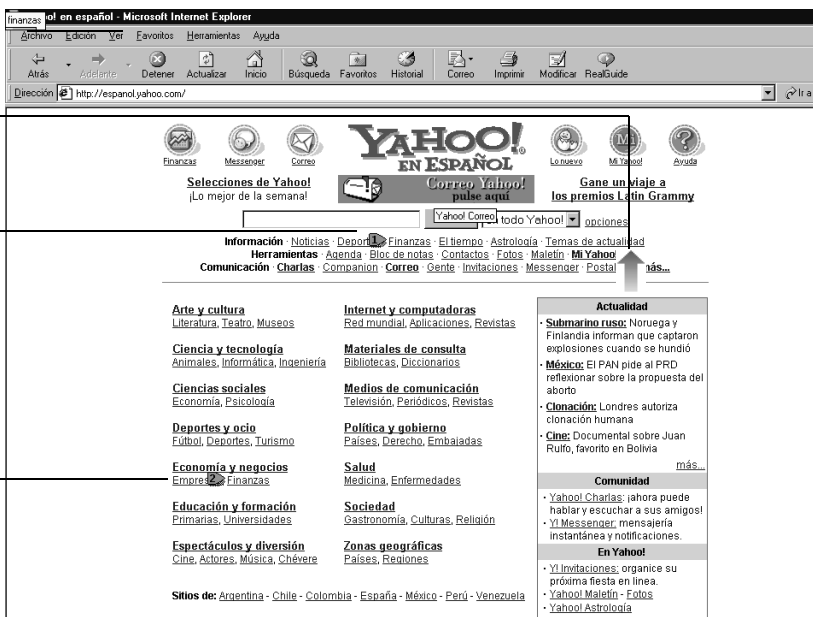 finanzas
oo! en español - Microsoft Internet Explorer
Archivo Edición Ver Favoritos Herramientas Ayuda
Atrás Adelante Detener Actualizar Inicio Búsqueda Favoritos Historial Correo Imprimir Modificar RealGuide
Dirección http://espanol.yahoo.com/ Ir a
YAHOO! EN ESPAÑOL
Finanzas Messenger Correo Lo nuevo Mi Yahoo! Ayuda
Selecciones de Yahoo!
¡Lo mejor de la semana!
Correo Yahoo!
pulse aquí
Gane un viaje a
los premios Latin Grammy
Yahoo! Correo todo Yahoo! opciones
Información · Noticias · Deport 1 Finanzas · El tiempo · Astrología · Temas de actualidad
Herramientas · Agenda · Bloc de notas · Contactos · Fotos · Maletín · Mi Yahoo!
Comunicación · Charlas · Companion · Correo · Gente · Invitaciones · Messenger · Postal más...
Arte y cultura
Literatura, Teatro, Museos
Ciencia y tecnología
Animales, Informática, Ingeniería
Ciencias sociales
Economía, Psicología
Deportes y ocio
Fútbol, Deportes, Turismo
Economía y negocios
Empres 2 Finanzas
Educación y formación
Primarias, Universidades
Espectáculos y diversión
Cine, Actores, Música, Chévere
Internet y computadoras
Red mundial, Aplicaciones, Revistas
Materiales de consulta
Bibliotecas, Diccionarios
Medios de comunicación
Televisión, Periódicos, Revistas
Política y gobierno
Países, Derecho, Embajadas
Salud
Medicina, Enfermedades
Sociedad
Gastronomía, Culturas, Religión
Zonas geográficas
Países, Regiones
Sitios de: Argentina - Chile - Colombia - España - México - Perú - Venezuela
Actualidad
· Submarino ruso: Noruega y
Finlandia informan que captaron
explosiones cuando se hundió
· México: El PAN pide al PRD
reflexionar sobre la propuesta del
aborto
· Clonación: Londres autoriza
clonación humana
· Cine: Documental sobre Juan
Rulfo, favorito en Bolivia
más...
Comunidad
· Yahoo! Charlas: ¡ahora puede
hablar y escuchar a sus amigos!
· Y! Messenger: mensajería
instantánea y notificaciones.
En Yahoo!
· Y! Invitaciones: organice su
próxima fiesta en linea.
· Yahoo! Maletín - Fotos
· Yahoo! Astrología